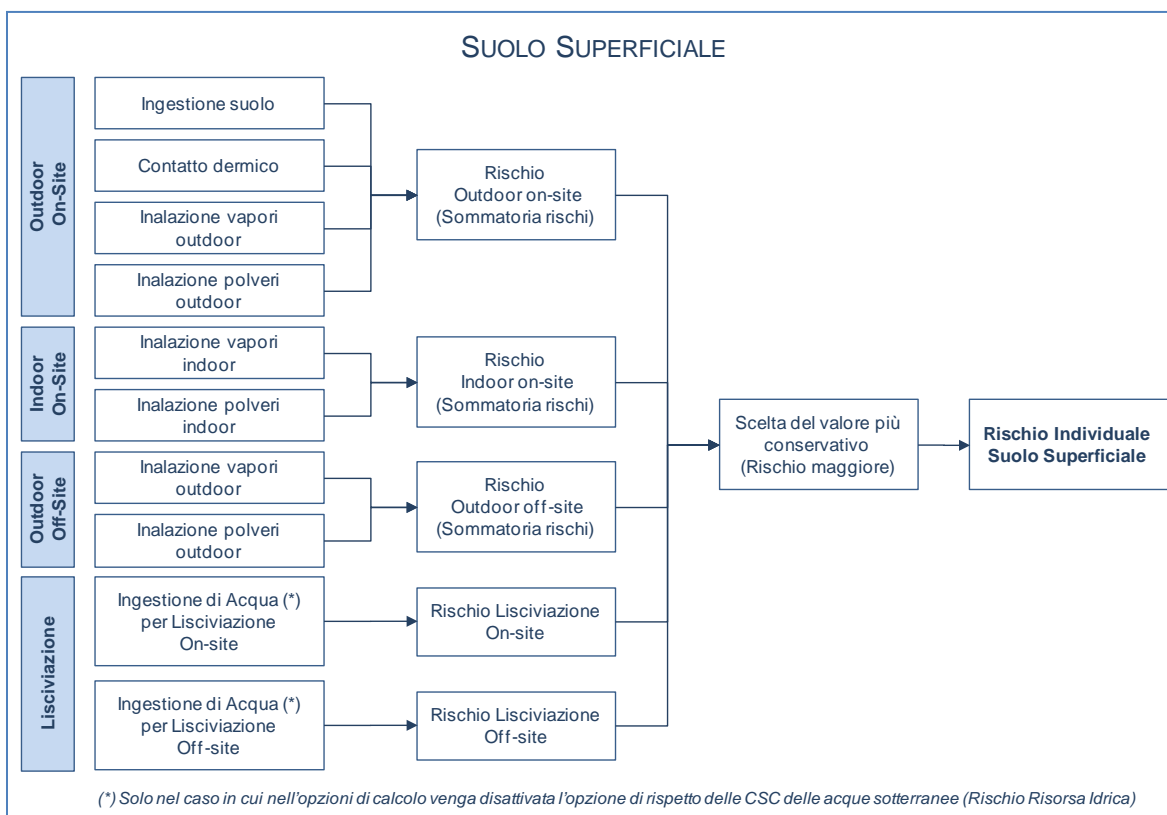 SUOLO SUPERFICIALE
Outdoor
On-Site
Ingestione suolo
Contatto dermico
Inalazione vapori
outdoor
Inalazione polveri
outdoor
Rischio
Outdoor on-site
(Sommatoria rischi)
Indoor
On-Site
Inalazione vapori
indoor
Inalazione polveri
indoor
Rischio
Indoor on-site
(Sommatoria rischi)
Outdoor
Off-Site
Inalazione vapori
outdoor
Inalazione polveri
outdoor
Rischio
Outdoor off-site
(Sommatoria rischi)
Lisciviazione
Ingestione di Acqua (*)
per Lisciviazione
On-site
Rischio Lisciviazione
On-site
Ingestione di Acqua (*)
per Lisciviazione
Off-site
Rischio Lisciviazione
Off-site
Scelta del valore più
conservativo
(Rischio maggiore)
Rischio Individuale
Suolo Superficiale
(*) Solo nel caso in cui nell'opzioni di calcolo venga disattivata l'opzione di rispetto delle CSC delle acque sotterranee (Rischio Risorsa Idrica)